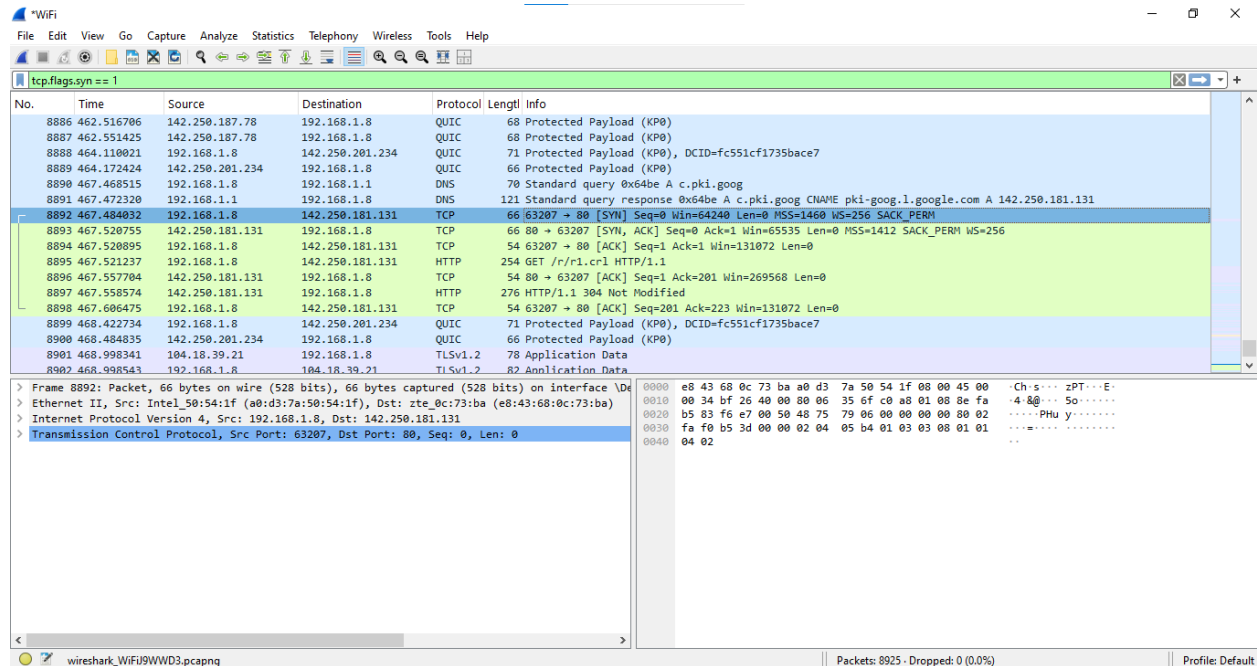 *WiFi
File Edit View Go Capture Analyze Statistics Telephony Wireless Tools Help
tcp.flags.syn == 1
No. Time Source Destination Protocol Lengtl Info
8886 462.516706 142.250.187.78 192.168.1.8 QUIC 68 Protected Payload (KP0)
8887 462.551425 142.250.187.78 192.168.1.8 QUIC 68 Protected Payload (KP0)
8888 464.110021 192.168.1.8 142.250.201.234 QUIC 71 Protected Payload (KP0), DCID=fc551cf1735bace7
8889 464.172424 142.250.201.234 192.168.1.8 QUIC 66 Protected Payload (KP0)
8890 467.468515 192.168.1.8 192.168.1.1 DNS 70 Standard query 0x64be A c.pki.goog
8891 467.472320 192.168.1.1 192.168.1.8 DNS 121 Standard query response 0x64be A c.pki.goog CNAME pki-goog.l.google.com A 142.250.181.131
8892 467.484032 192.168.1.8 142.250.181.131 TCP 66 63207 → 80 [SYN] Seq=0 Win=64240 Len=0 MSS=1460 WS=256 SACK_PERM
8893 467.520755 142.250.181.131 192.168.1.8 TCP 66 80 → 63207 [SYN, ACK] Seq=0 Ack=1 Win=65535 Len=0 MSS=1412 SACK_PERM WS=256
8894 467.520895 192.168.1.8 142.250.181.131 TCP 54 63207 → 80 [ACK] Seq=1 Ack=1 Win=131072 Len=0
8895 467.521237 192.168.1.8 142.250.181.131 HTTP 254 GET /r/r1.crl HTTP/1.1
8896 467.557704 142.250.181.131 192.168.1.8 TCP 54 80 → 63207 [ACK] Seq=1 Ack=201 Win=269568 Len=0
8897 467.558574 142.250.181.131 192.168.1.8 HTTP 276 HTTP/1.1 304 Not Modified
8898 467.606475 192.168.1.8 142.250.181.131 TCP 54 63207 → 80 [ACK] Seq=201 Ack=223 Win=131072 Len=0
8899 468.422734 192.168.1.8 142.250.201.234 QUIC 71 Protected Payload (KP0), DCID=fc551cf1735bace7
8900 468.484835 142.250.201.234 192.168.1.8 QUIC 66 Protected Payload (KP0)
8901 468.998341 104.18.39.21 192.168.1.8 TLSv1.2 78 Application Data
8902 468.998543 192.168.1.8 104.18.39.21 TLSv1.2 82 Application Data
> Frame 8892: Packet, 66 bytes on wire (528 bits), 66 bytes captured (528 bits) on interface \De
> Ethernet II, Src: Intel_50:54:1f (a0:d3:7a:50:54:1f), Dst: zte_0c:73:ba (e8:43:68:0c:73:ba)
> Internet Protocol Version 4, Src: 192.168.1.8, Dst: 142.250.181.131
> Transmission Control Protocol, Src Port: 63207, Dst Port: 80, Seq: 0, Len: 0
0000 e8 43 68 0c 73 ba a0 d3 7a 50 54 1f 08 00 45 00 ·Ch·s··· zPT···E·
0010 00 34 bf 26 40 00 80 06 35 6f c0 a8 01 08 8e fa ·4·&@··· 5o······
0020 b5 83 f6 e7 00 50 48 75 79 06 00 00 00 00 80 02 ·····PHu y·······
0030 fa f0 b5 3d 00 00 02 04 05 b4 01 03 03 08 01 01 ···=···· ········
0040 04 02 ··
wireshark_WiFiJ9WWD3.pcapng Packets: 8925 · Dropped: 0 (0.0%) Profile: Default